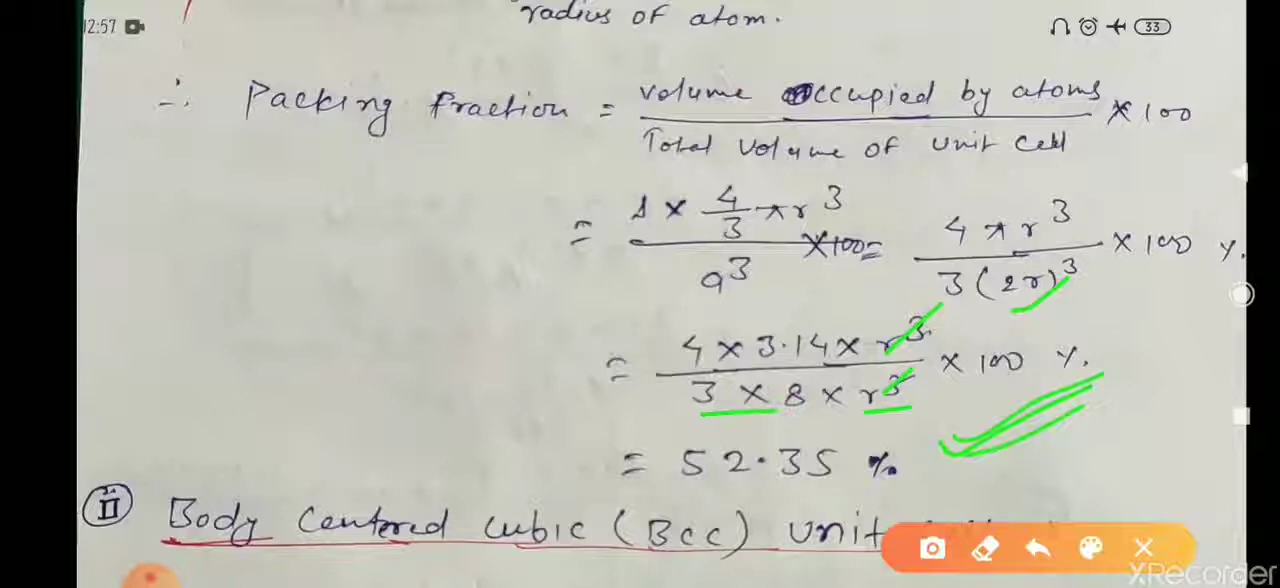 radius of atom.
12:57
33
∴ Packing fraction = volume occupied by atoms / Total volume of unit cell × 100
= 1 × 4/3 πr³ / a³ × 100 = 4πr³ / 3(2r)³ × 100 %.
= 4 × 3.14 × r³ / 3 × 8 × r³ × 100 %.
= 52.35 %
II Body Centered Cubic (Bcc) Unit
XRecorder